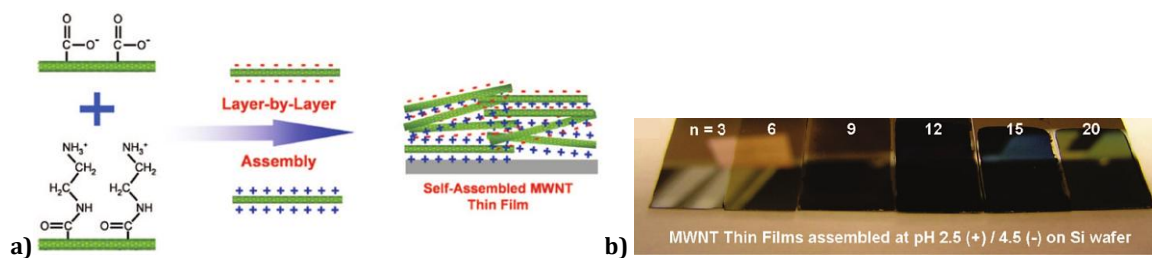 O
C-O⁻
O
C-O⁻
+
NH₃⁺
NH₃⁺
CH₂
CH₂
H₂C
H₂C
NH
NH
O=C
O=C
a)
Layer-by-Layer
Assembly
Self-Assembled MWNT
Thin Film
b)
n = 3 6 9 12 15 20
MWNT Thin Films assembled at pH 2.5 (+) / 4.5 (-) on Si wafer